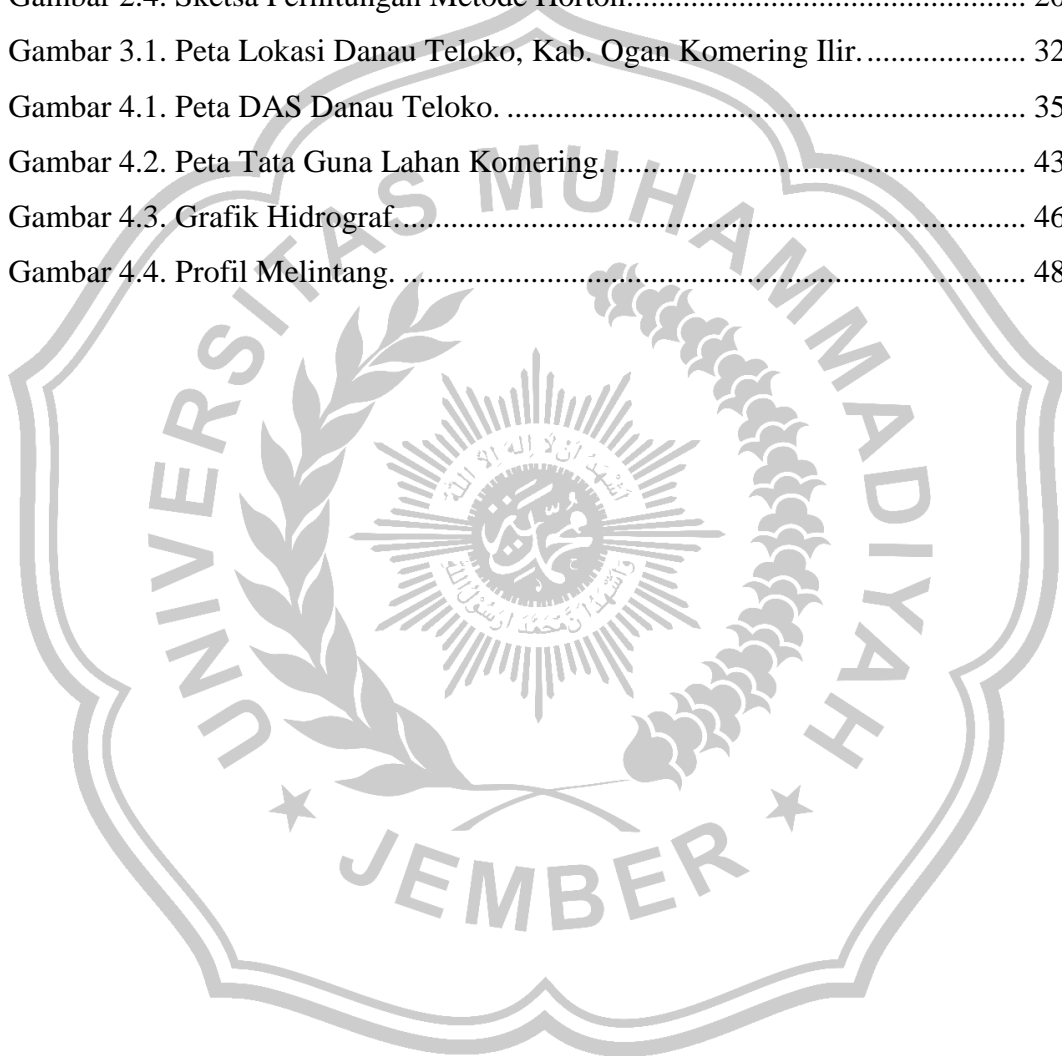 Gambar 2.4. Sketsa Perhitungan Metode Horton.................................................. 26
Gambar 3.1. Peta Lokasi Danau Teloko, Kab. Ogan Komering Ilir. .................... 32
Gambar 4.1. Peta DAS Danau Teloko. ................................................................. 35
Gambar 4.2. Peta Tata Guna Lahan Komering. .................................................... 43
Gambar 4.3. Grafik Hidrograf............................................................................... 46
Gambar 4.4. Profil Melintang. .............................................................................. 48
UNIVERSITAS MUHAMMADIYAH
JEMBER